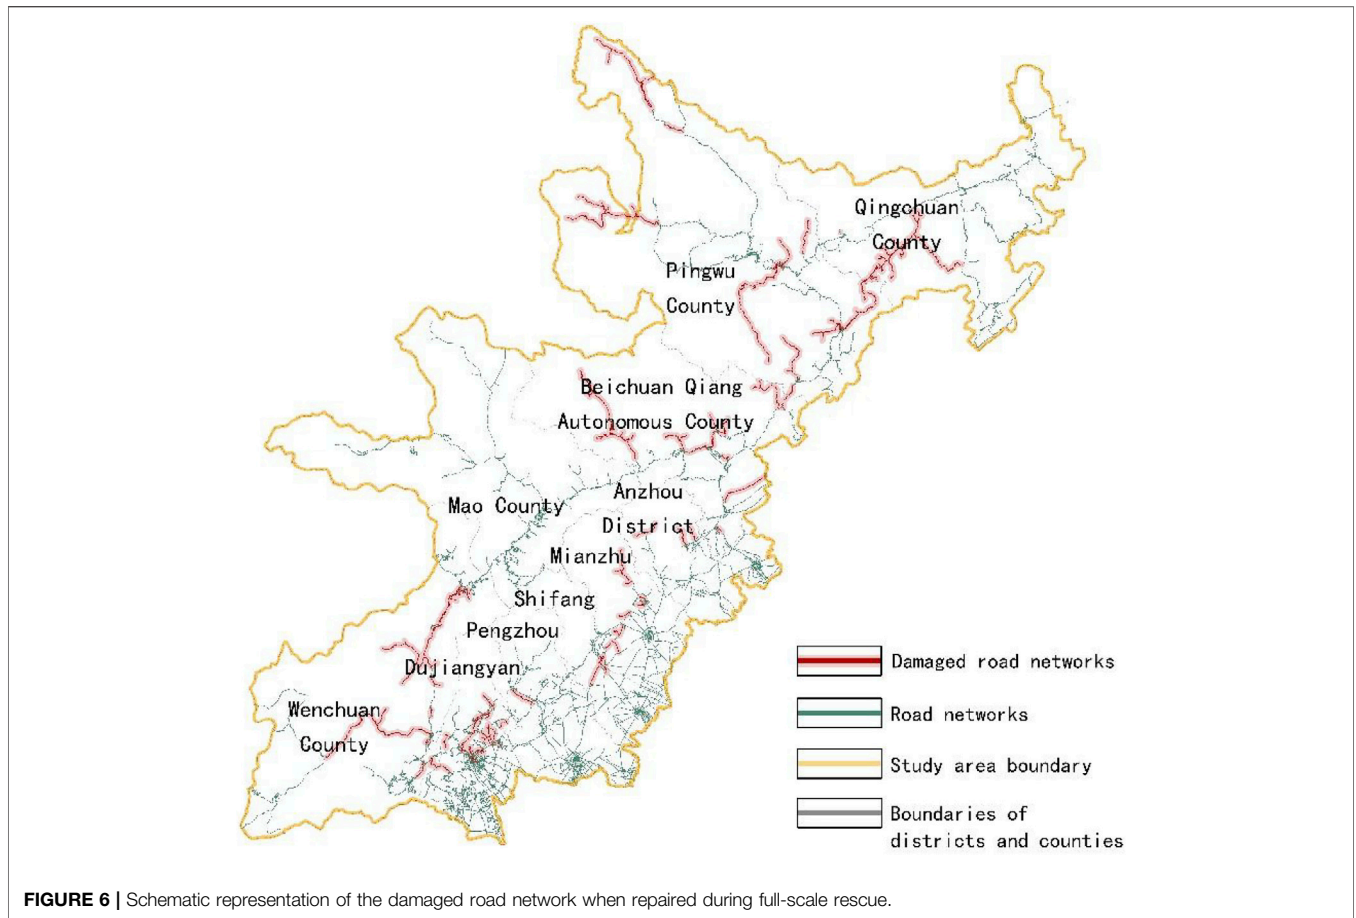 Qingchuan
County
Pingwu
County
Beichuan Qiang
Autonomous County
Anzhou
District
Mao County
Mianzhu
Shifang
Pengzhou
Dujiangyan
Wenchuan
County
Damaged road networks
Road networks
Study area boundary
Boundaries of
districts and counties
FIGURE 6 | Schematic representation of the damaged road network when repaired during full-scale rescue.